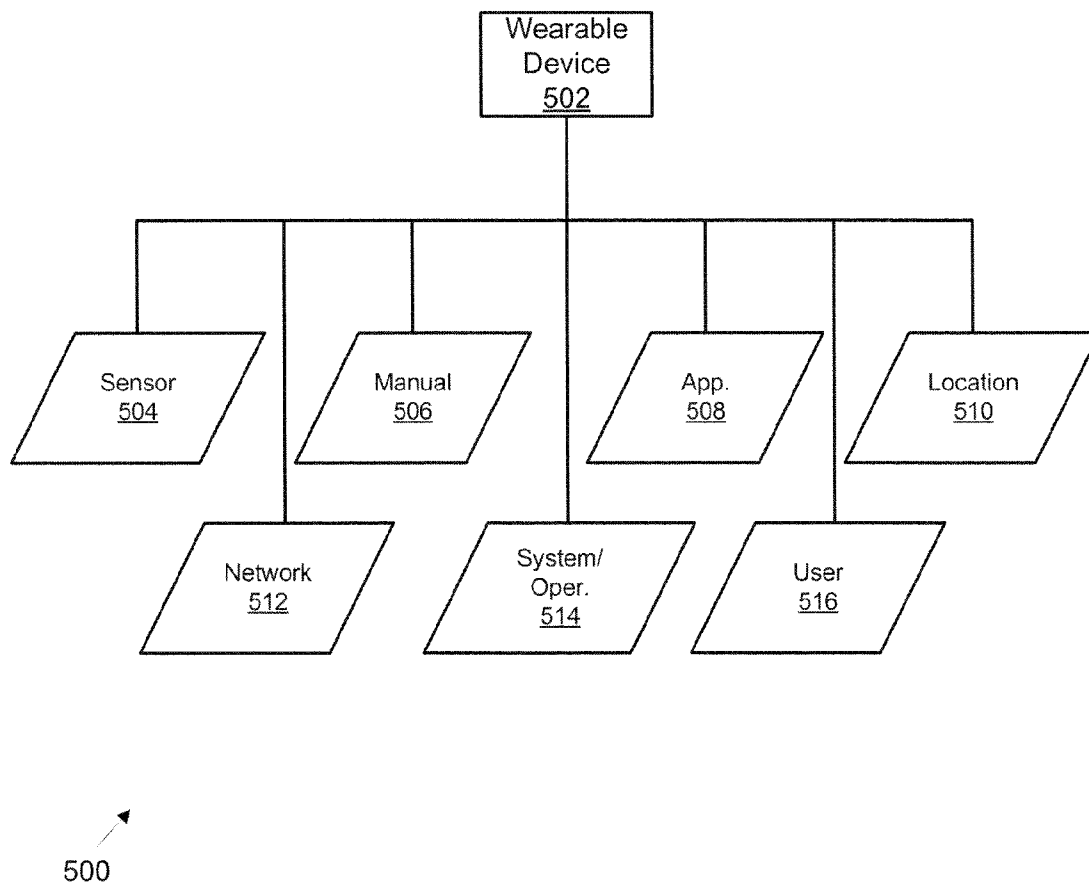 Wearable
Device
502
Sensor
504
Manual
506
App.
508
Location
510
Network
512
System/
Oper.
514
User
516
500